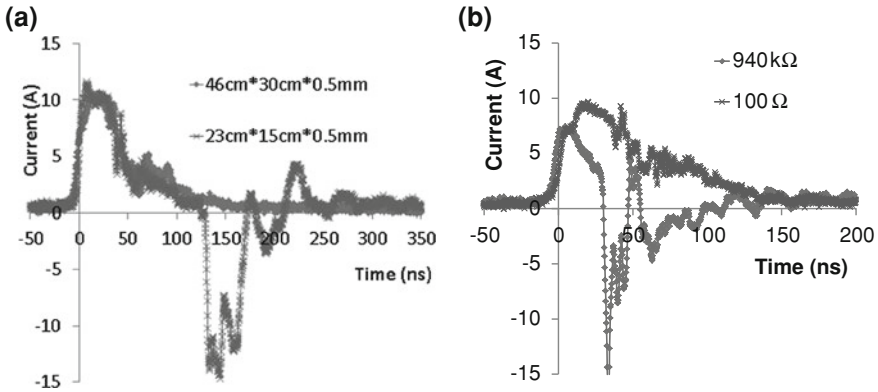 (a)
15
10
5
0
-5
-10
-15
-50 0 50 100 150 200 250 300 350
Current (A)
Time (ns)
46cm*30cm*0.5mm
23cm*15cm*0.5mm
(b)
15
10
5
0
-5
-10
-15
-50 0 50 100 150 200
Current (A)
Time (ns)
940kΩ
100Ω